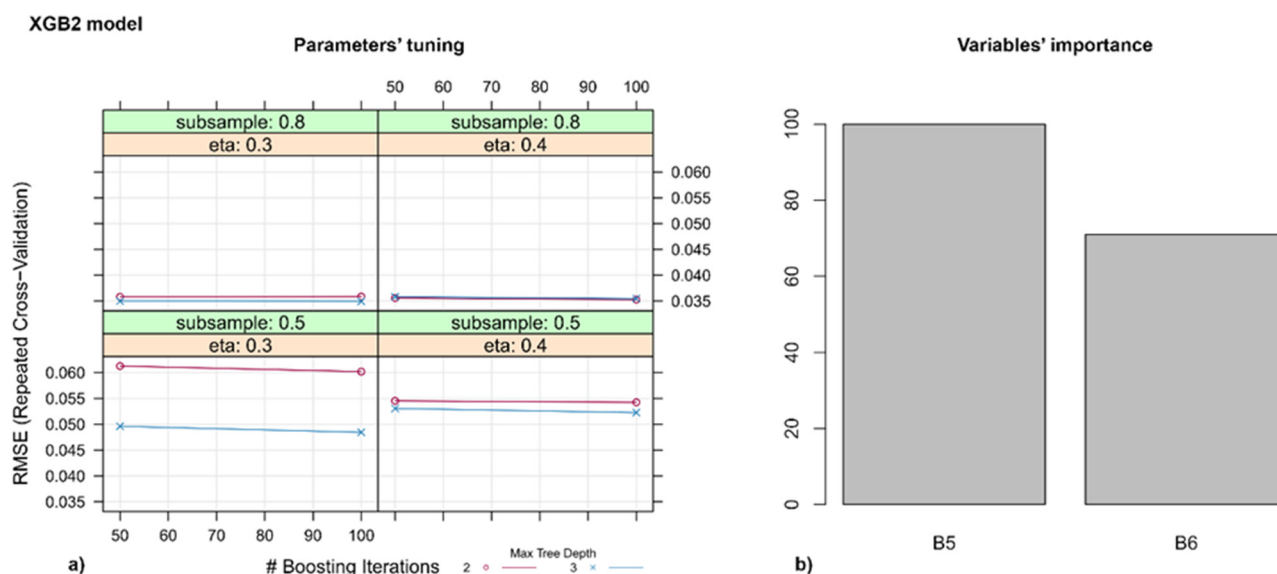 XGB2 model
Parameters' tuning
Variables' importance
50 60 70 80 90 100
subsample: 0.8 subsample: 0.8
eta: 0.3 eta: 0.4
0.060
0.055
0.050
0.045
0.040
0.035
subsample: 0.5 subsample: 0.5
eta: 0.3 eta: 0.4
0.060
0.055
0.050
0.045
0.040
0.035
RMSE (Repeated Cross−Validation)
50 60 70 80 90 100
# Boosting Iterations
Max Tree Depth
2 3
a)
100
80
60
40
20
0
B5 B6
b)